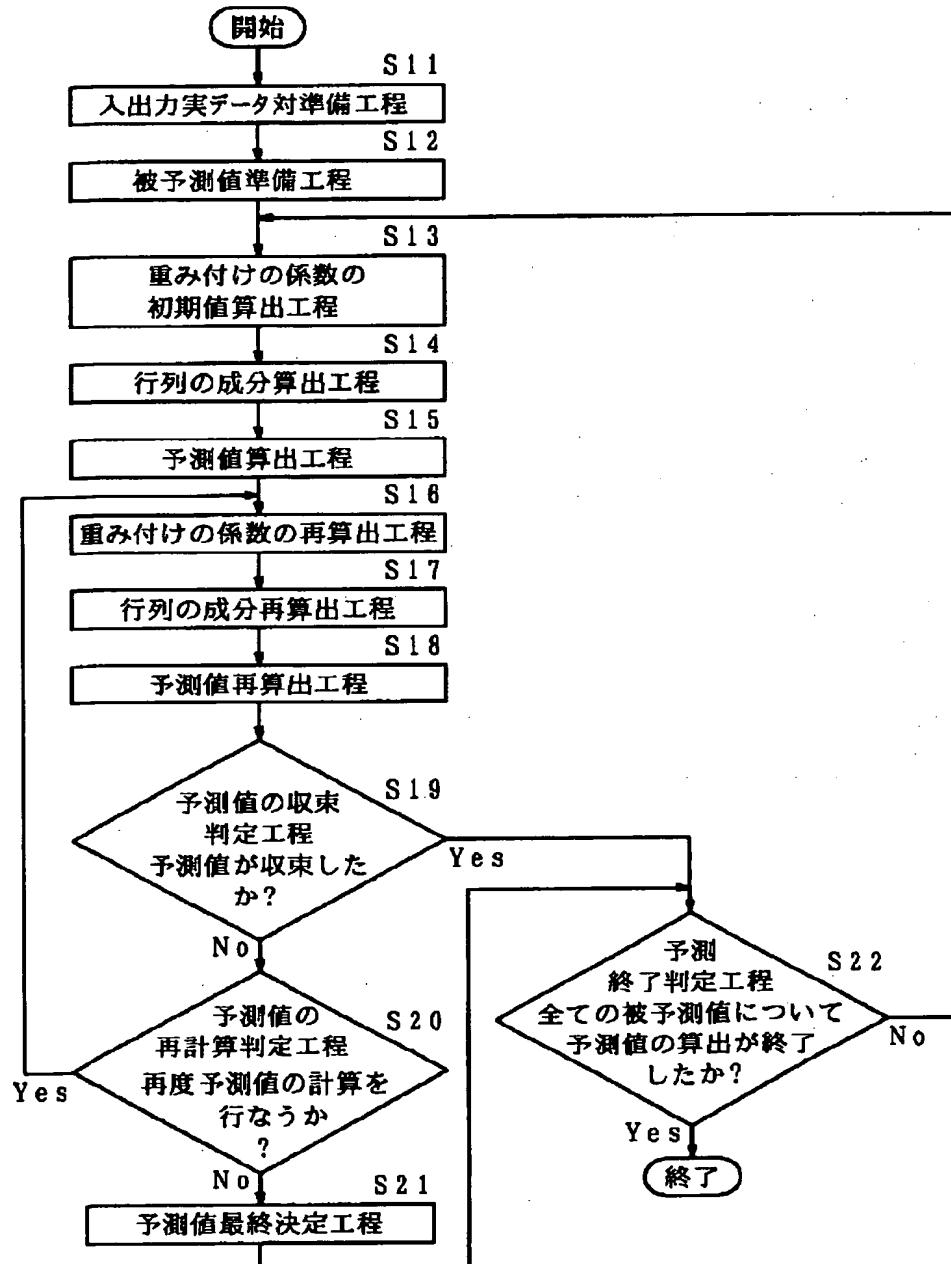 開始
S11
入出力実データ対準備工程
S12
被予測値準備工程
S13
重み付けの係数の
初期値算出工程
S14
行列の成分算出工程
S15
予測値算出工程
S16
重み付けの係数の再算出工程
S17
行列の成分再算出工程
S18
予測値再算出工程
S19
予測値の収束
判定工程
予測値が収束した
か?
Yes
No
S20
予測値の
再計算判定工程
再度予測値の計算を
行なうか
?
Yes
No
S21
予測値最終決定工程
S22
予測
終了判定工程
全ての被予測値について
予測値の算出が終了
したか?
No
Yes
終了